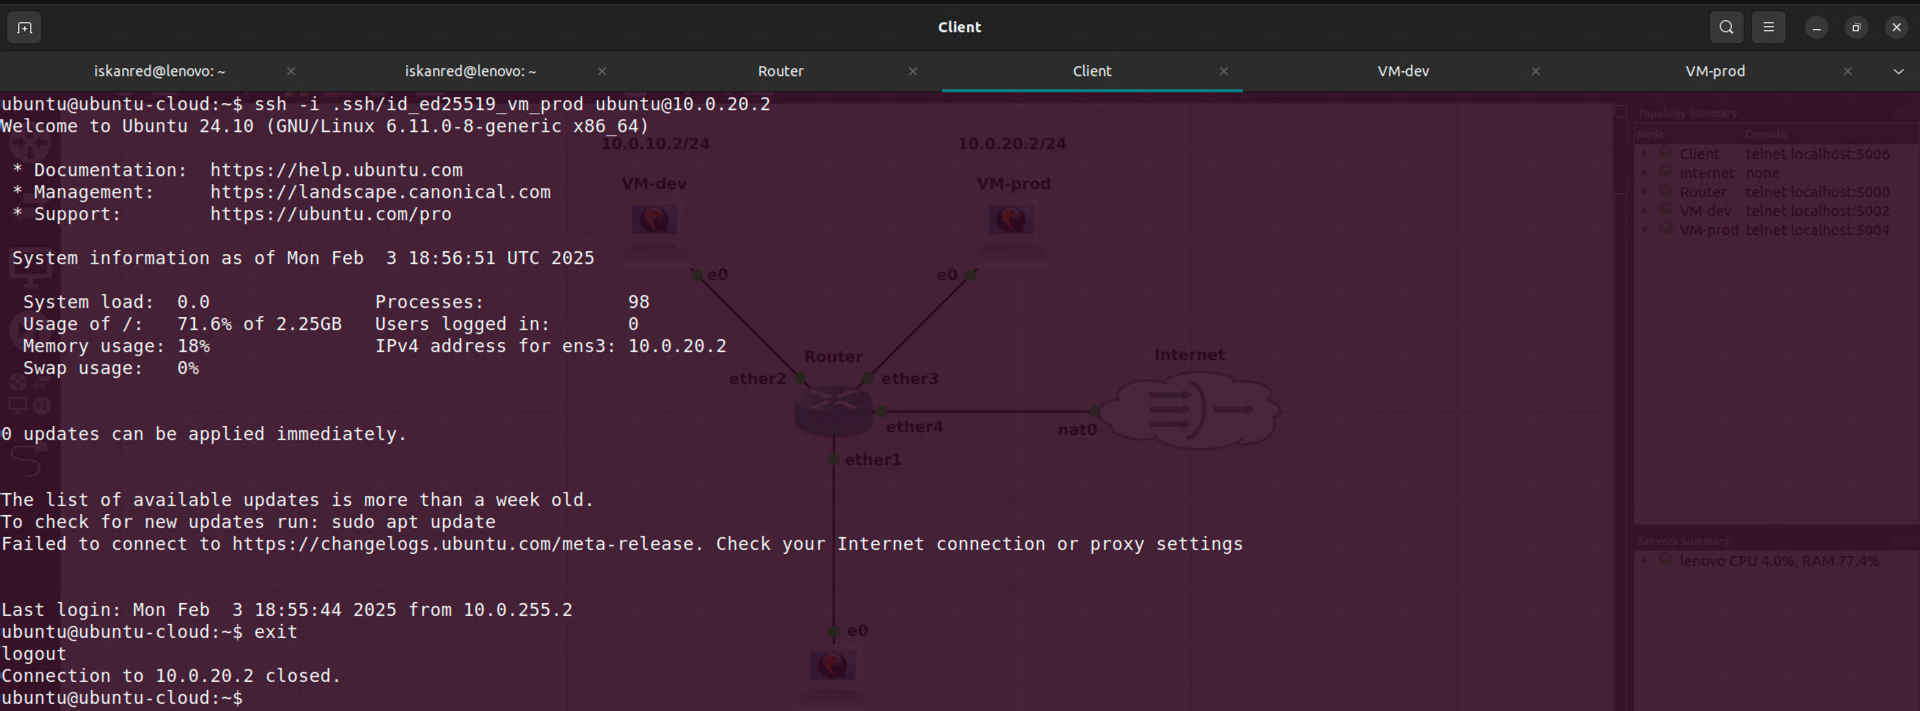 Client
iskanred@lenovo: ~
iskanred@lenovo: ~
Router
Client
VM-dev
VM-prod
ubuntu@ubuntu-cloud:~$ ssh -i .ssh/id_ed25519_vm_prod ubuntu@10.0.20.2
Welcome to Ubuntu 24.10 (GNU/Linux 6.11.0-8-generic x86_64)
* Documentation:  https://help.ubuntu.com
* Management:     https://landscape.canonical.com
* Support:        https://ubuntu.com/pro
System information as of Mon Feb  3 18:56:51 UTC 2025
System load:  0.0               Processes:             98
Usage of /:   71.6% of 2.25GB   Users logged in:       0
Memory usage: 18%               IPv4 address for ens3: 10.0.20.2
Swap usage:   0%
0 updates can be applied immediately.
The list of available updates is more than a week old.
To check for new updates run: sudo apt update
Failed to connect to https://changelogs.ubuntu.com/meta-release. Check your Internet connection or proxy settings
Last login: Mon Feb  3 18:55:44 2025 from 10.0.255.2
ubuntu@ubuntu-cloud:~$ exit
logout
Connection to 10.0.20.2 closed.
ubuntu@ubuntu-cloud:~$
10.0.10.2/24
10.0.20.2/24
VM-dev
VM-prod
e0
e0
Router
Internet
ether2
ether3
ether4
nat0
ether1
e0
Topology Summary
Node Console
Client telnet localhost:5006
Internet none
Router telnet localhost:5000
VM-dev telnet localhost:5002
VM-prod telnet localhost:5004
Servers Summary
lenovo CPU 4.0%, RAM 77.4%